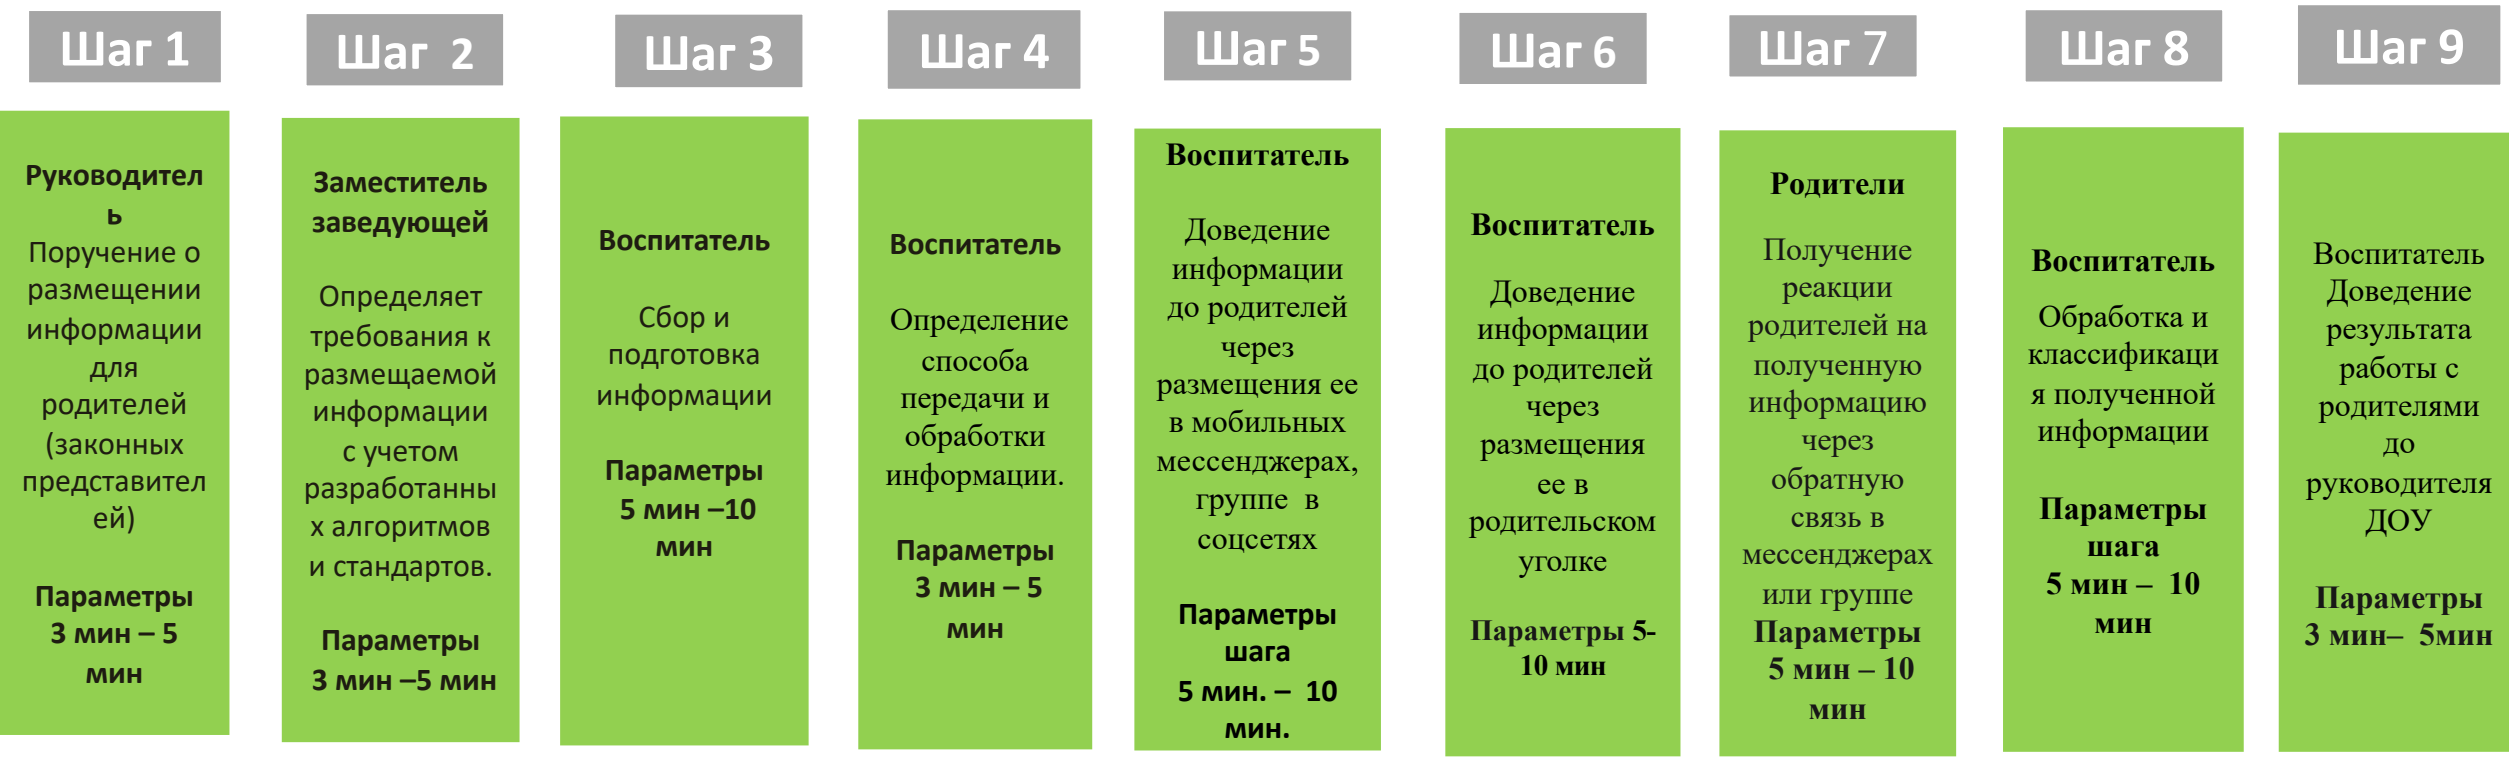 Шаг 1
Руководител
ь
Поручение о
размещении
информации
для
родителей
(законных
представител
ей)
Параметры
3 мин – 5
мин
Шаг 2
Заместитель
заведующей
Определяет
требования к
размещаемой
информации
с учетом
разработанны
х алгоритмов
и стандартов.
Параметры
3 мин –5 мин
Шаг 3
Воспитатель
Сбор и
подготовка
информации
Параметры
5 мин –10
мин
Шаг 4
Воспитатель
Определение
способа
передачи и
обработки
информации.
Параметры
3 мин – 5
мин
Шаг 5
Воспитатель
Доведение
информации
до родителей
через
размещения ее
в мобильных
мессенджерах,
группе в
соцсетях
Параметры
шага
5 мин. – 10
мин.
Шаг 6
Воспитатель
Доведение
информации
до родителей
через
размещения
ее в
родительском
уголке
Параметры 5-
10 мин
Шаг 7
Родители
Получение
реакции
родителей на
полученную
информацию
через
обратную
связь в
мессенджерах
или группе
Параметры
5 мин – 10
мин
Шаг 8
Воспитатель
Обработка и
классификаци
я полученной
информации
Параметры
шага
5 мин – 10
мин
Шаг 9
Воспитатель
Доведение
результата
работы с
родителями
до
руководителя
ДОУ
Параметры
3 мин– 5мин